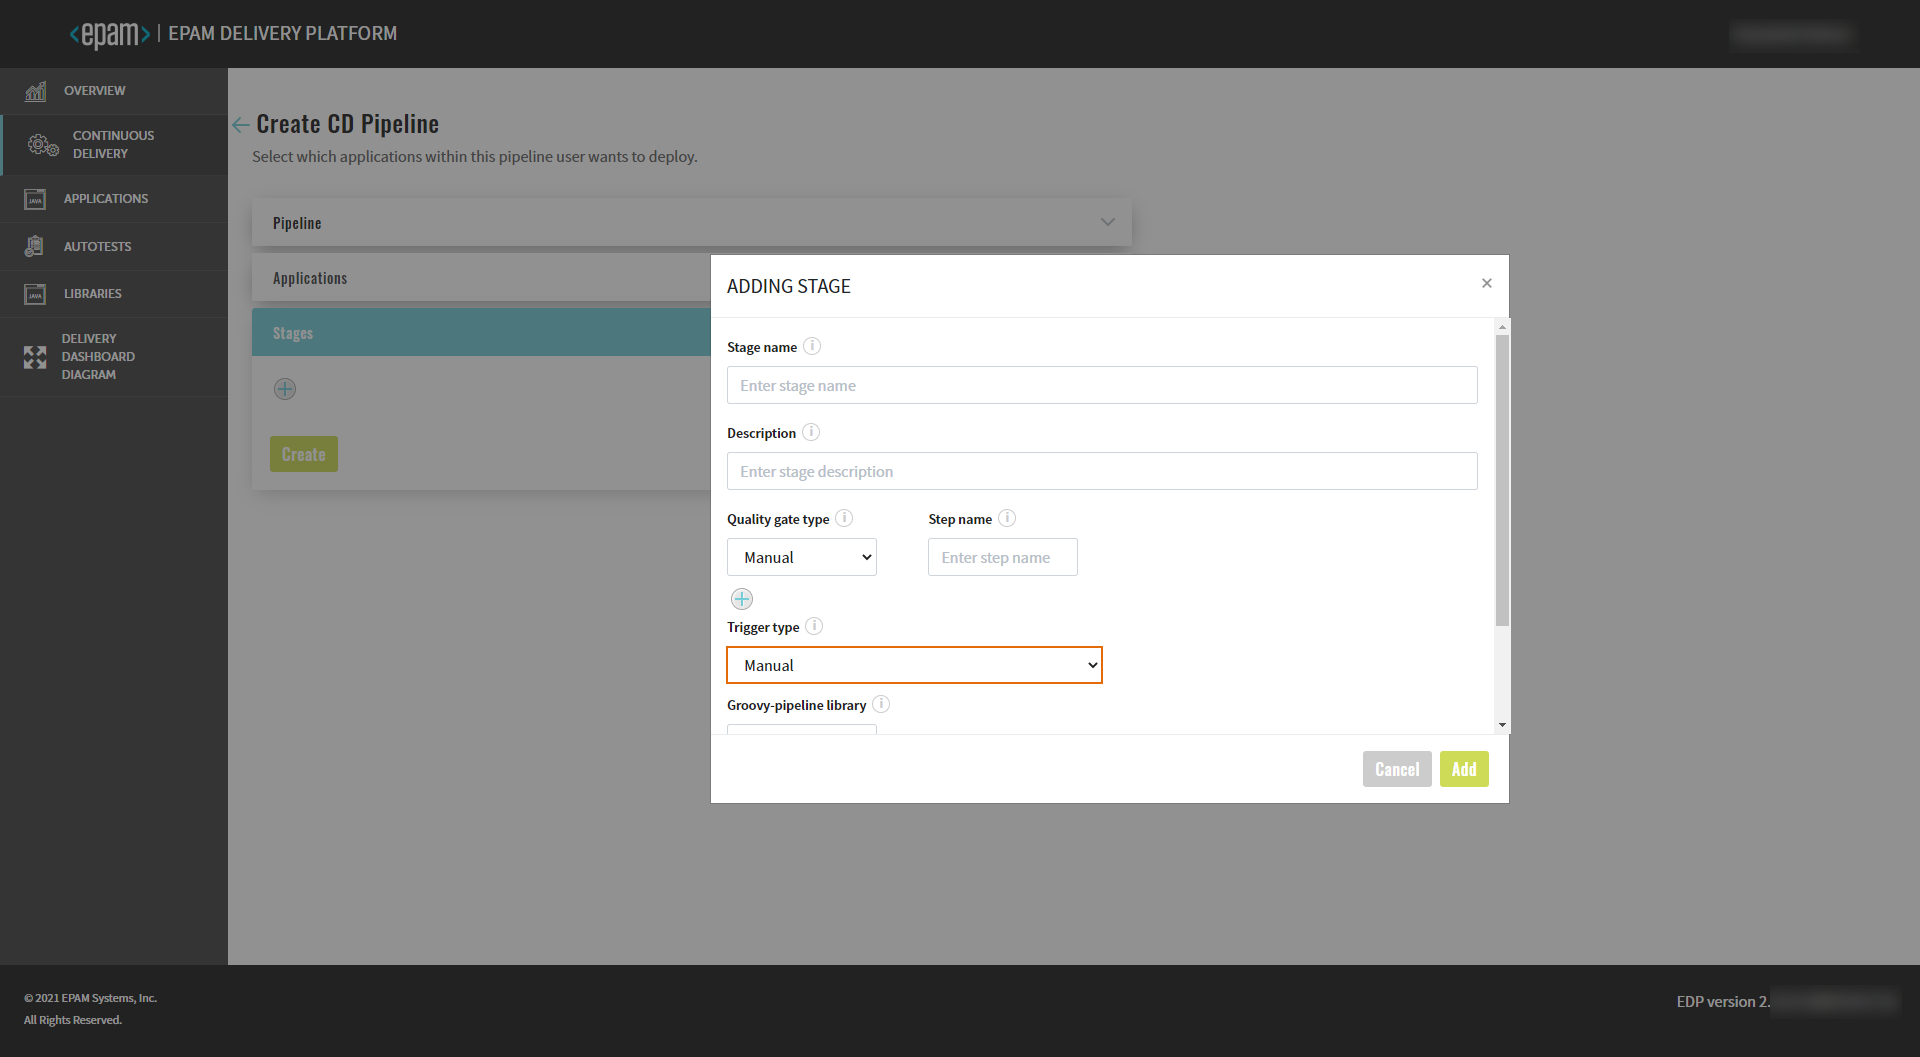 <epam> | EPAM DELIVERY PLATFORM
OVERVIEW
CONTINUOUS
DELIVERY
APPLICATIONS
AUTOTESTS
LIBRARIES
DELIVERY
DASHBOARD
DIAGRAM
Create CD Pipeline
Select which applications within this pipeline user wants to deploy.
Pipeline
Applications
Stages
Create
ADDING STAGE
×
Stage name
Enter stage name
Description
Enter stage description
Quality gate type Step name
Manual Enter step name
Trigger type
Manual
Groovy-pipeline library
Cancel Add
© 2021 EPAM Systems, Inc.
All Rights Reserved.
EDP version 2.